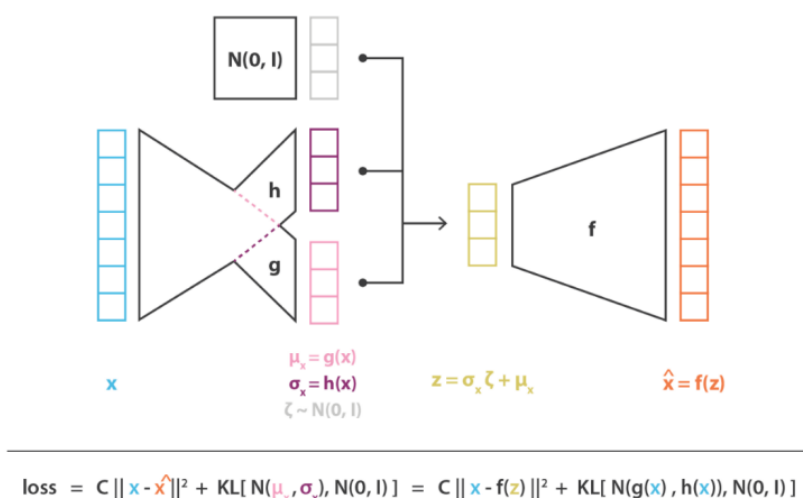 N(0, I)
h
g
f
μₓ = g(x)
x
σₓ = h(x)
z = σₓ ζ + μₓ
x̂ = f(z)
ζ ~ N(0, I)
loss = C || x - x̂ ||² + KL[ N(μₓ, σₓ), N(0, I) ] = C || x - f(z) ||² + KL[ N(g(x), h(x)), N(0, I) ]